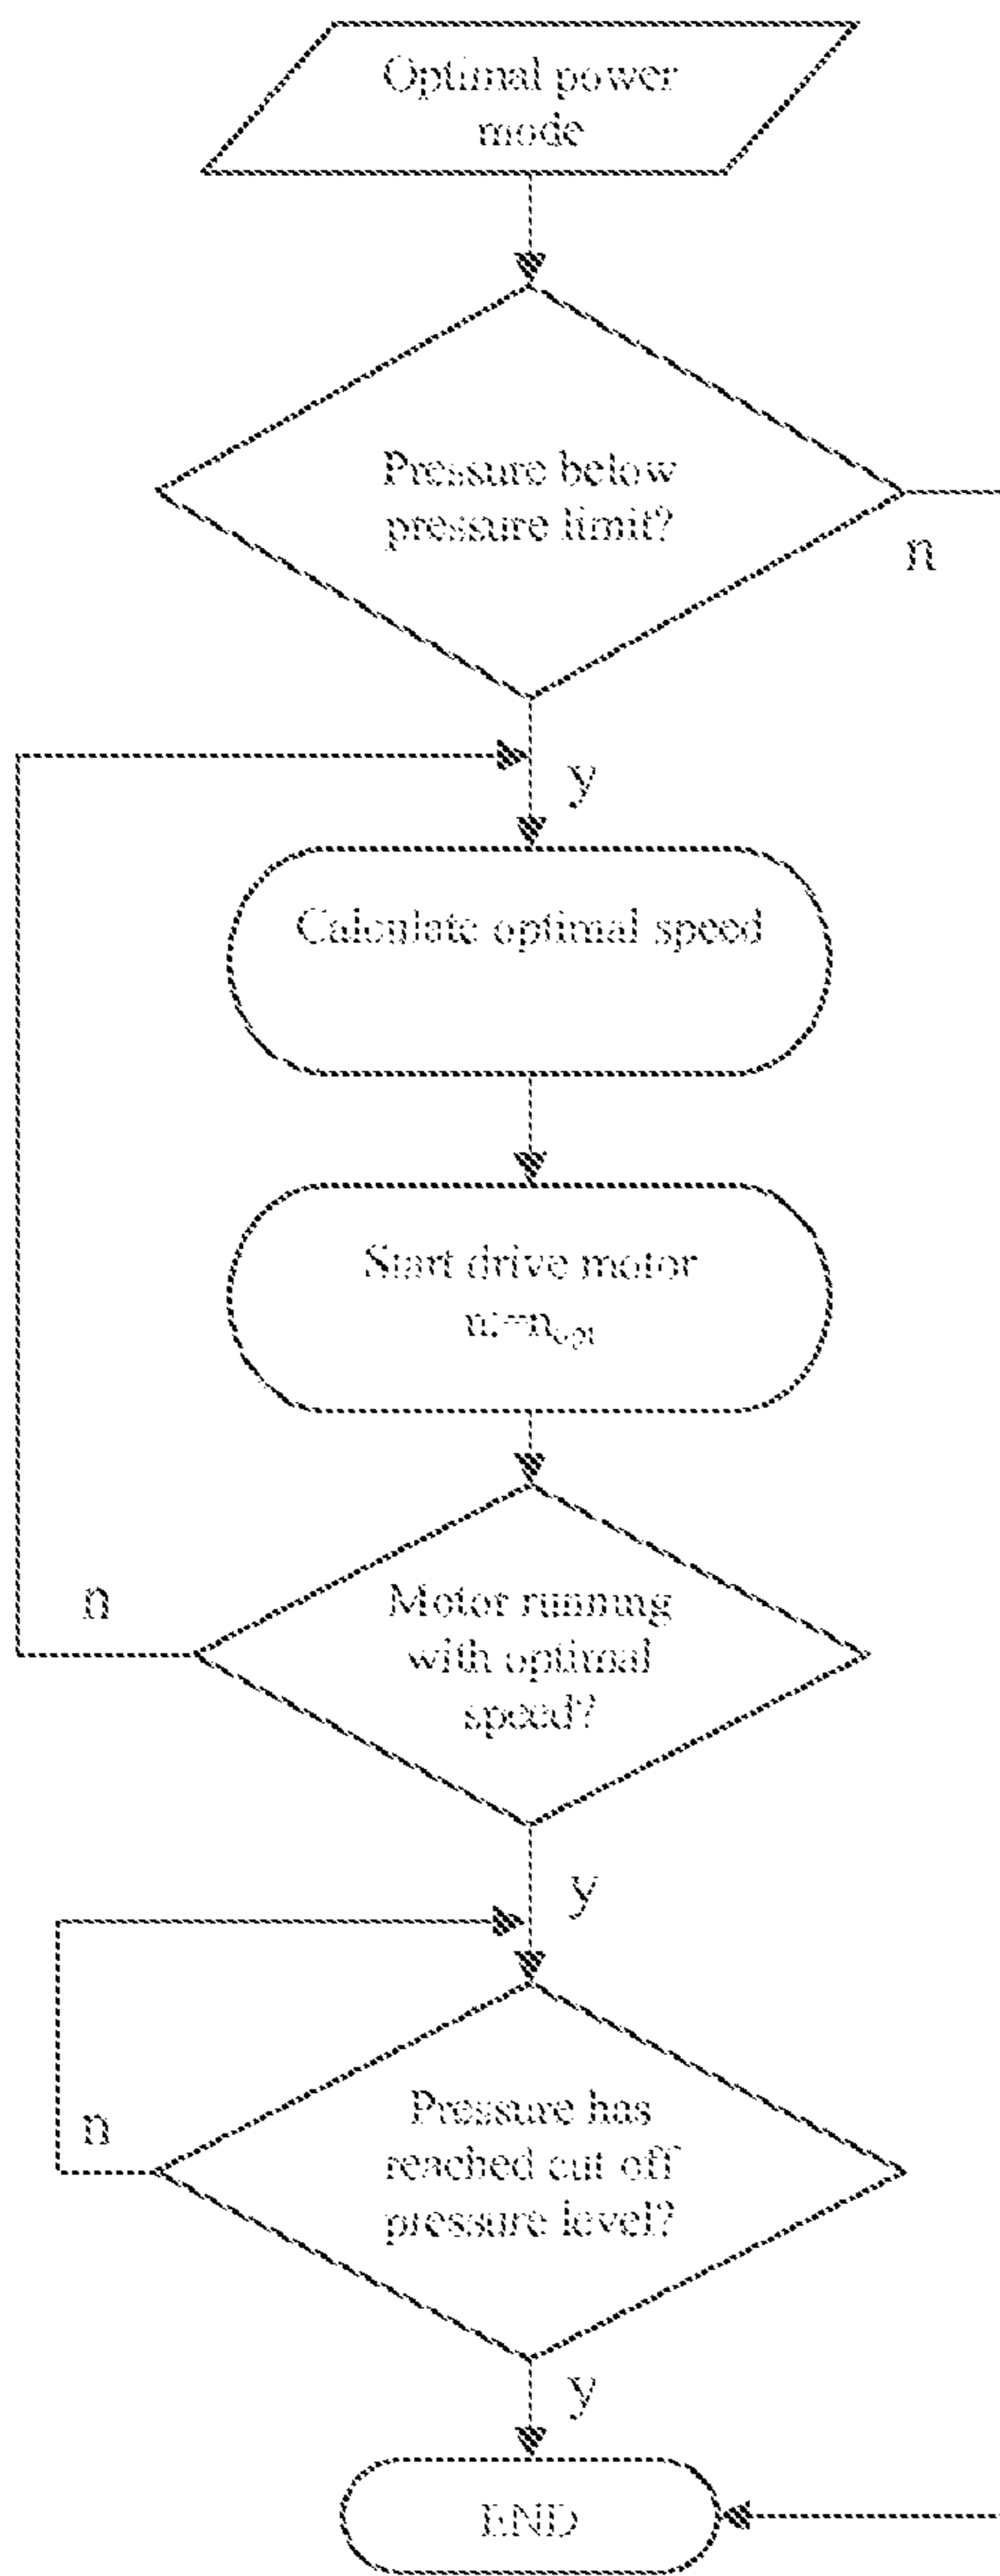 Optimal power
mode
Pressure below
pressure limit?
n
y
Calculate optimal speed
Start drive motor
n:=nopt
Motor running
with optimal
speed?
n
y
Pressure has
reached cut off
pressure level?
n
y
END